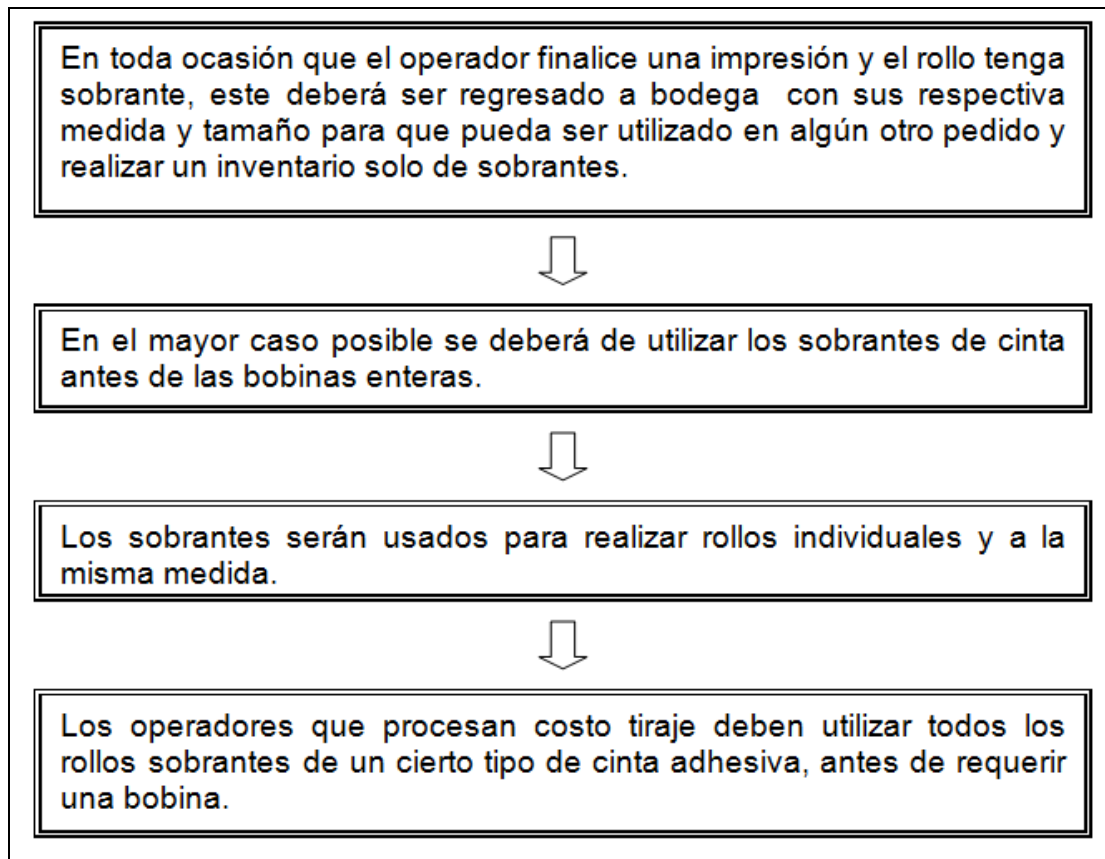 En toda ocasión que el operador finalice una impresión y el rollo tenga
sobrante, este deberá ser regresado a bodega con sus respectiva
medida y tamaño para que pueda ser utilizado en algún otro pedido y
realizar un inventario solo de sobrantes.
En el mayor caso posible se deberá de utilizar los sobrantes de cinta
antes de las bobinas enteras.
Los sobrantes serán usados para realizar rollos individuales y a la
misma medida.
Los operadores que procesan costo tiraje deben utilizar todos los
rollos sobrantes de un cierto tipo de cinta adhesiva, antes de requerir
una bobina.